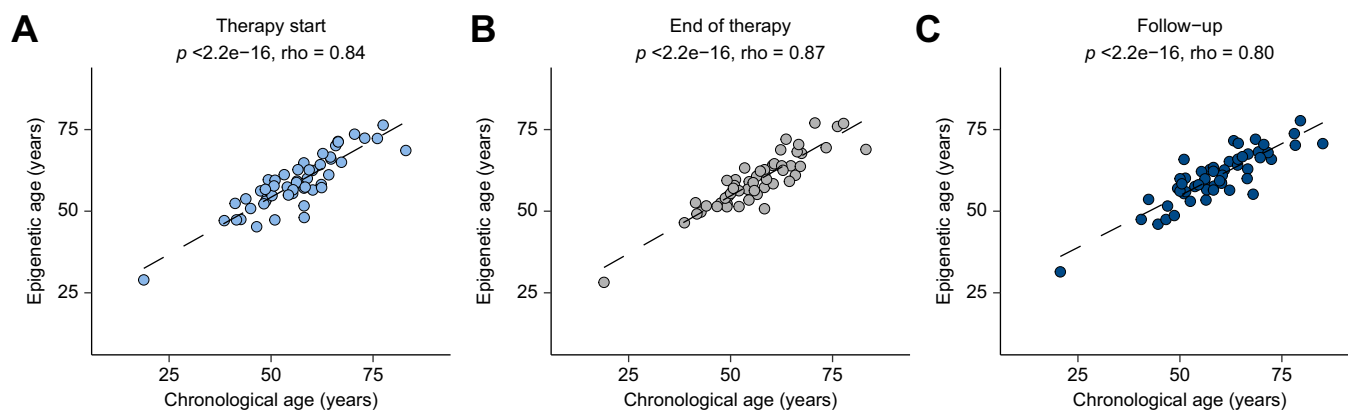 A
Therapy start
p <2.2e−16, rho = 0.84
Epigenetic age (years)
75
50
25
25 50 75
Chronological age (years)
B
End of therapy
p <2.2e−16, rho = 0.87
Epigenetic age (years)
75
50
25
25 50 75
Chronological age (years)
C
Follow−up
p <2.2e−16, rho = 0.80
Epigenetic age (years)
75
50
25
25 50 75
Chronological age (years)